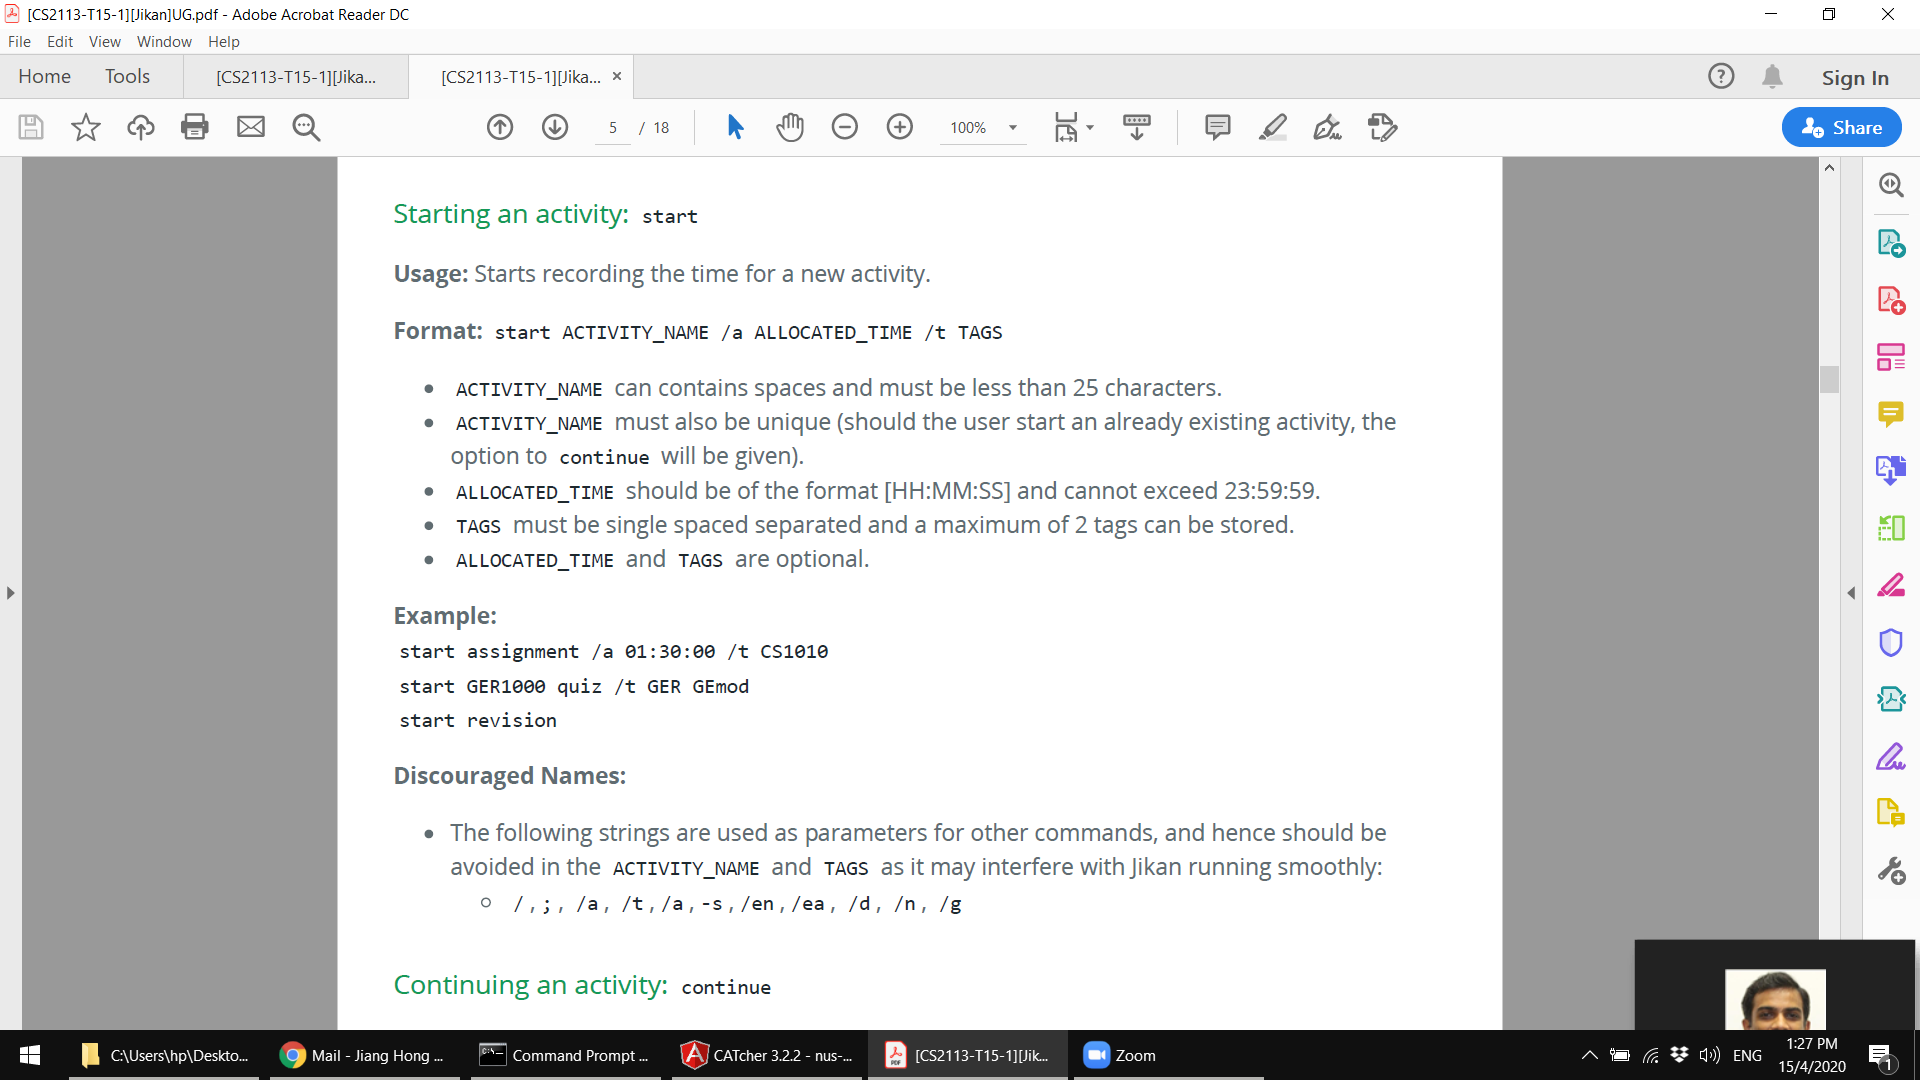 [CS2113-T15-1][Jikan]UG.pdf - Adobe Acrobat Reader DC
File Edit View Window Help
Home Tools [CS2113-T15-1][Jika... [CS2113-T15-1][Jika... × ? Sign In
5 / 18 100% Share
Starting an activity: start
Usage: Starts recording the time for a new activity.
Format: start ACTIVITY_NAME /a ALLOCATED_TIME /t TAGS
• ACTIVITY_NAME can contains spaces and must be less than 25 characters.
• ACTIVITY_NAME must also be unique (should the user start an already existing activity, the
option to continue will be given).
• ALLOCATED_TIME should be of the format [HH:MM:SS] and cannot exceed 23:59:59.
• TAGS must be single spaced separated and a maximum of 2 tags can be stored.
• ALLOCATED_TIME and TAGS are optional.
Example:
start assignment /a 01:30:00 /t CS1010
start GER1000 quiz /t GER GEmod
start revision
Discouraged Names:
• The following strings are used as parameters for other commands, and hence should be
avoided in the ACTIVITY_NAME and TAGS as it may interfere with Jikan running smoothly:
○ / , ; , /a , /t , /a , -s , /en , /ea , /d , /n , /g
Continuing an activity: continue
C:\Users\hp\Deskto... Mail - Jiang Hong ... Command Prompt ... CATcher 3.2.2 - nus-... [CS2113-T15-1][Jik... Zoom ENG 1:27 PM
15/4/2020 1